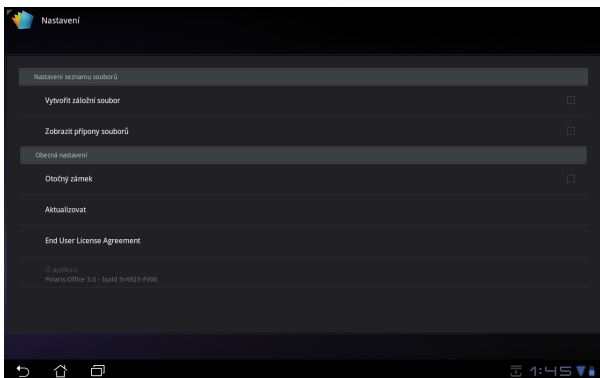 Nastavení
Nastavení seznamu souborů
Vytvořit záložní soubor
Zobrazit přípony souborů
Obecná nastavení
Otočný zámek
Aktualizovat
End User License Agreement
O aplikaci
Polaris Office 3.0 - build 5r4923-FV06
1:45